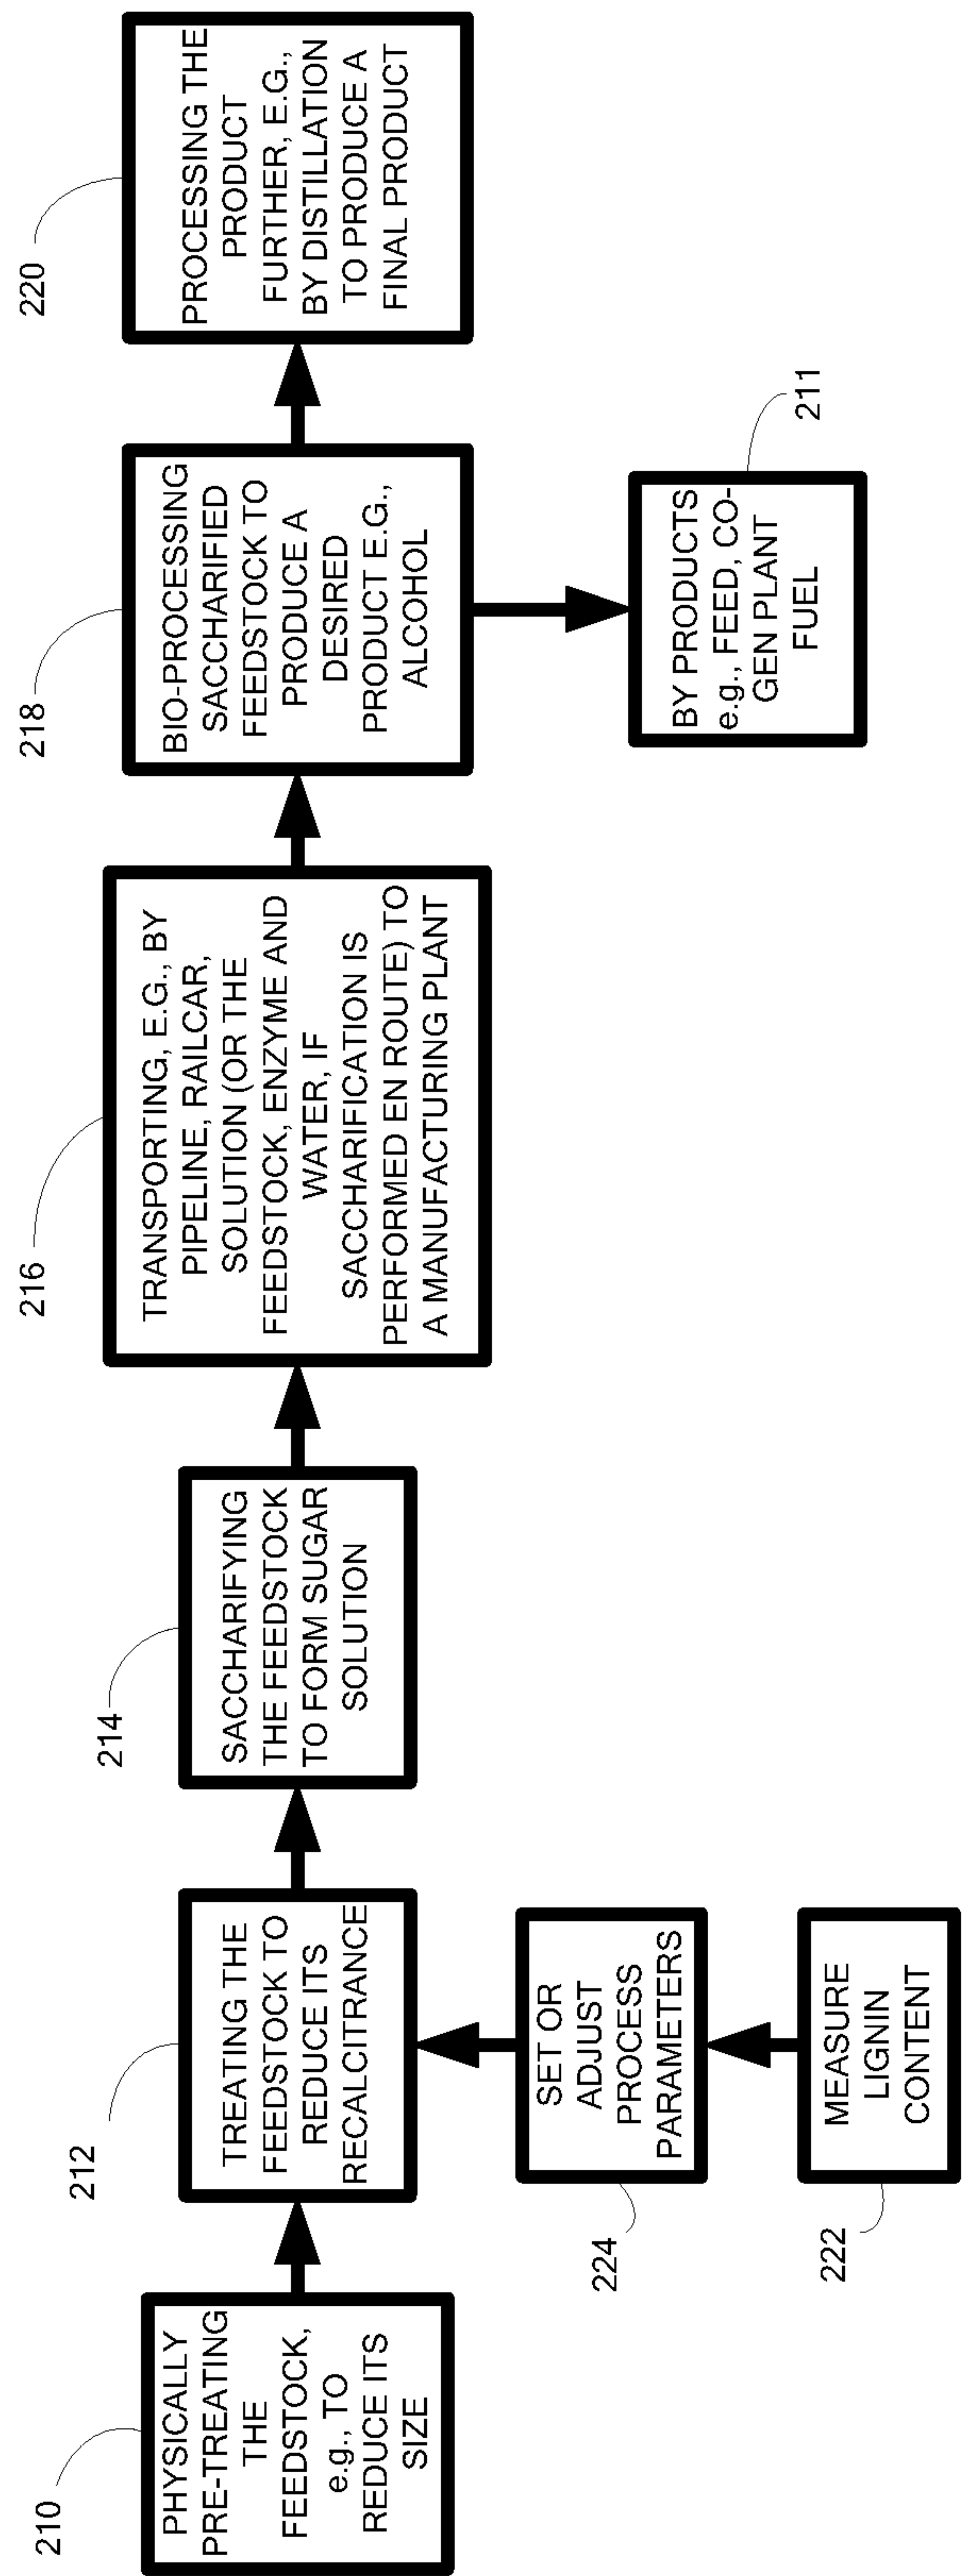 210
PHYSICALLY
PRE-TREATING
THE
FEEDSTOCK,
e.g., TO
REDUCE ITS
SIZE
212
TREATING THE
FEEDSTOCK TO
REDUCE ITS
RECALCITRANCE
224
SET OR
ADJUST
PROCESS
PARAMETERS
222
MEASURE
LIGNIN
CONTENT
214
SACCHARIFYING
THE FEEDSTOCK
TO FORM SUGAR
SOLUTION
216
TRANSPORTING, E.G., BY
PIPELINE, RAILCAR,
SOLUTION (OR THE
FEEDSTOCK, ENZYME AND
WATER, IF
SACCHARIFICATION IS
PERFORMED EN ROUTE) TO
A MANUFACTURING PLANT
218
BIO-PROCESSING
SACCHARIFIED
FEEDSTOCK TO
PRODUCE A
DESIRED
PRODUCT E.G.,
ALCOHOL
211
BY PRODUCTS
e.g., FEED, CO-
GEN PLANT
FUEL
220
PROCESSING THE
PRODUCT
FURTHER, E.G.,
BY DISTILLATION
TO PRODUCE A
FINAL PRODUCT